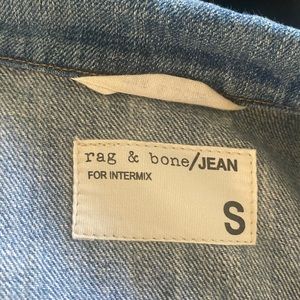 rag & bone/JEAN
FOR INTERMIX
S